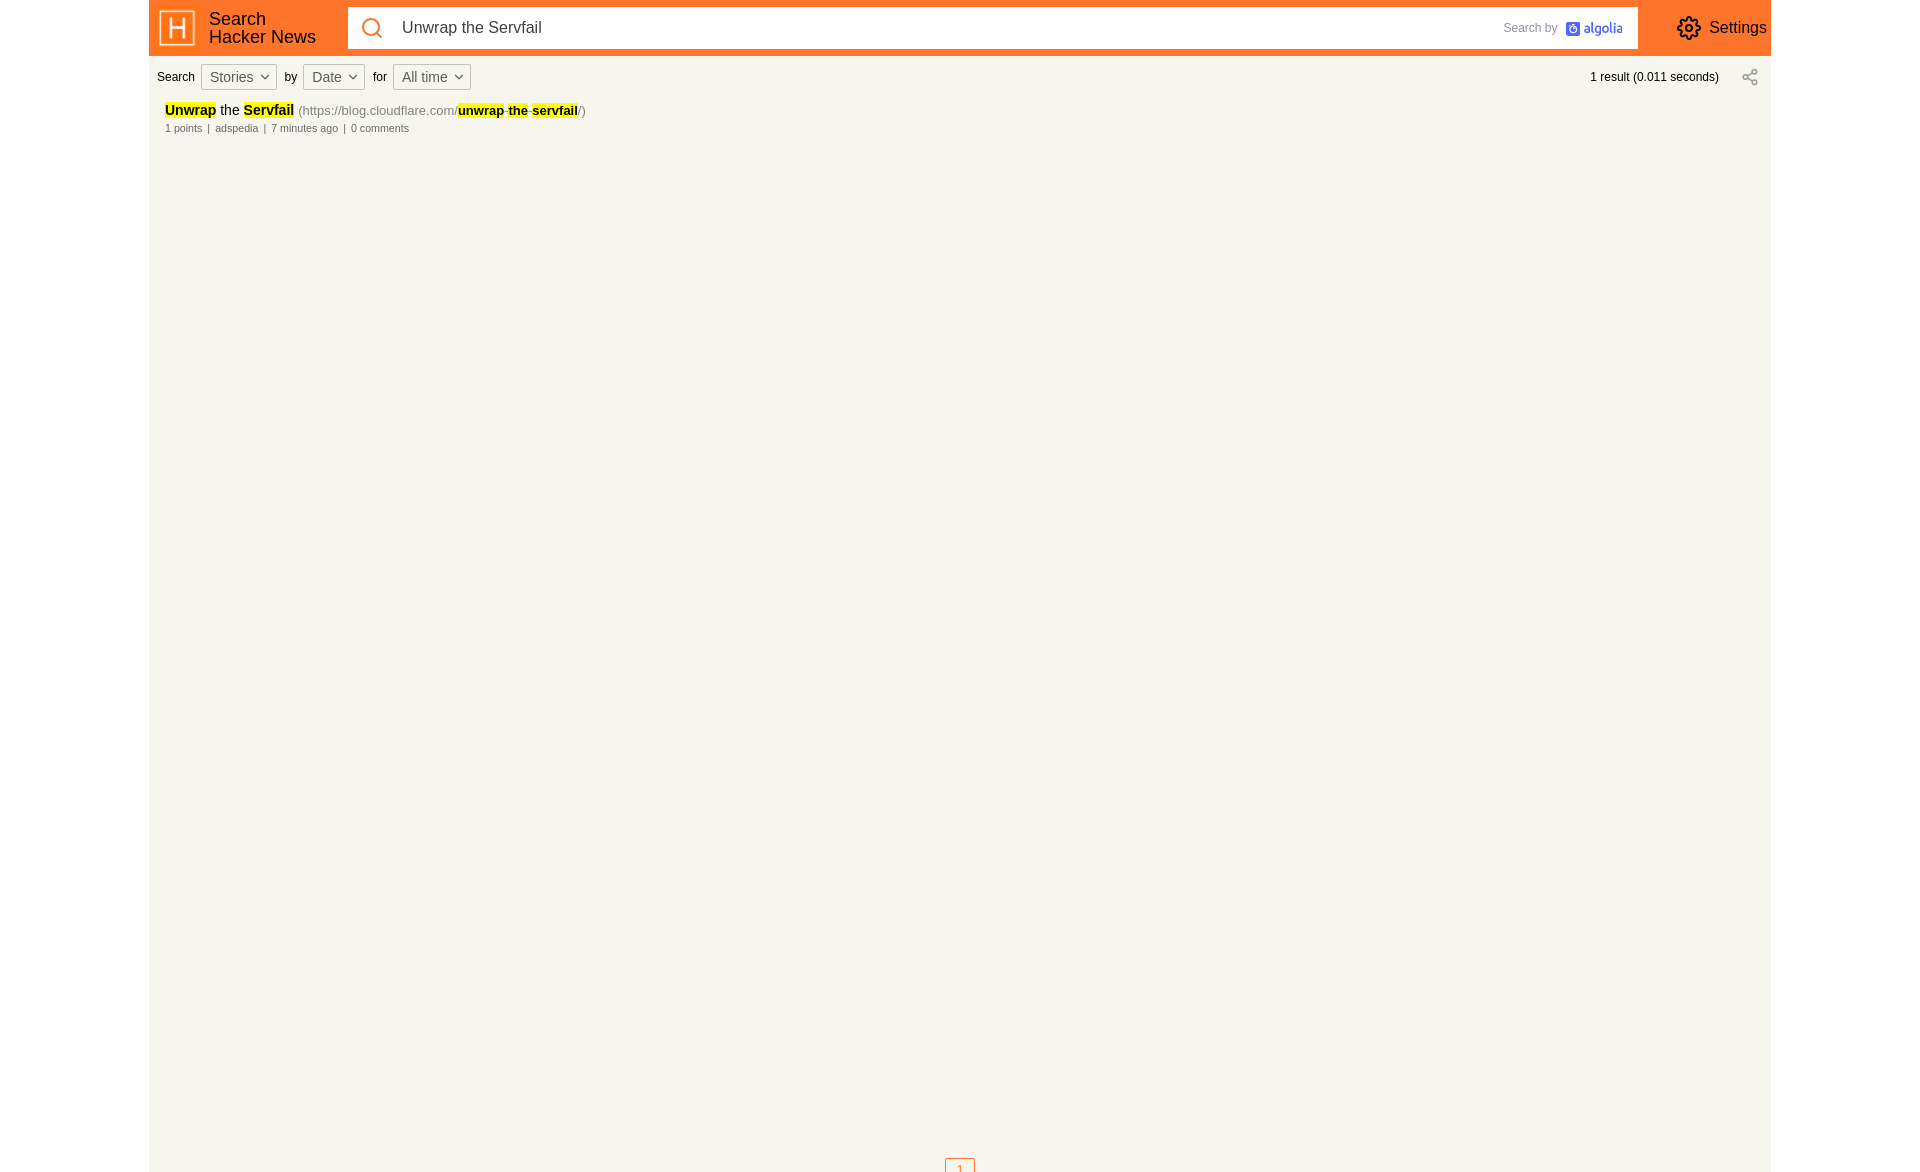 Search
Hacker News
Unwrap the Servfail
Search by algolia
Settings
Search Stories by Date for All time
1 result (0.011 seconds)
Unwrap the Servfail (https://blog.cloudflare.com/unwrap-the-servfail/)
1 points | adspedia | 7 minutes ago | 0 comments
1